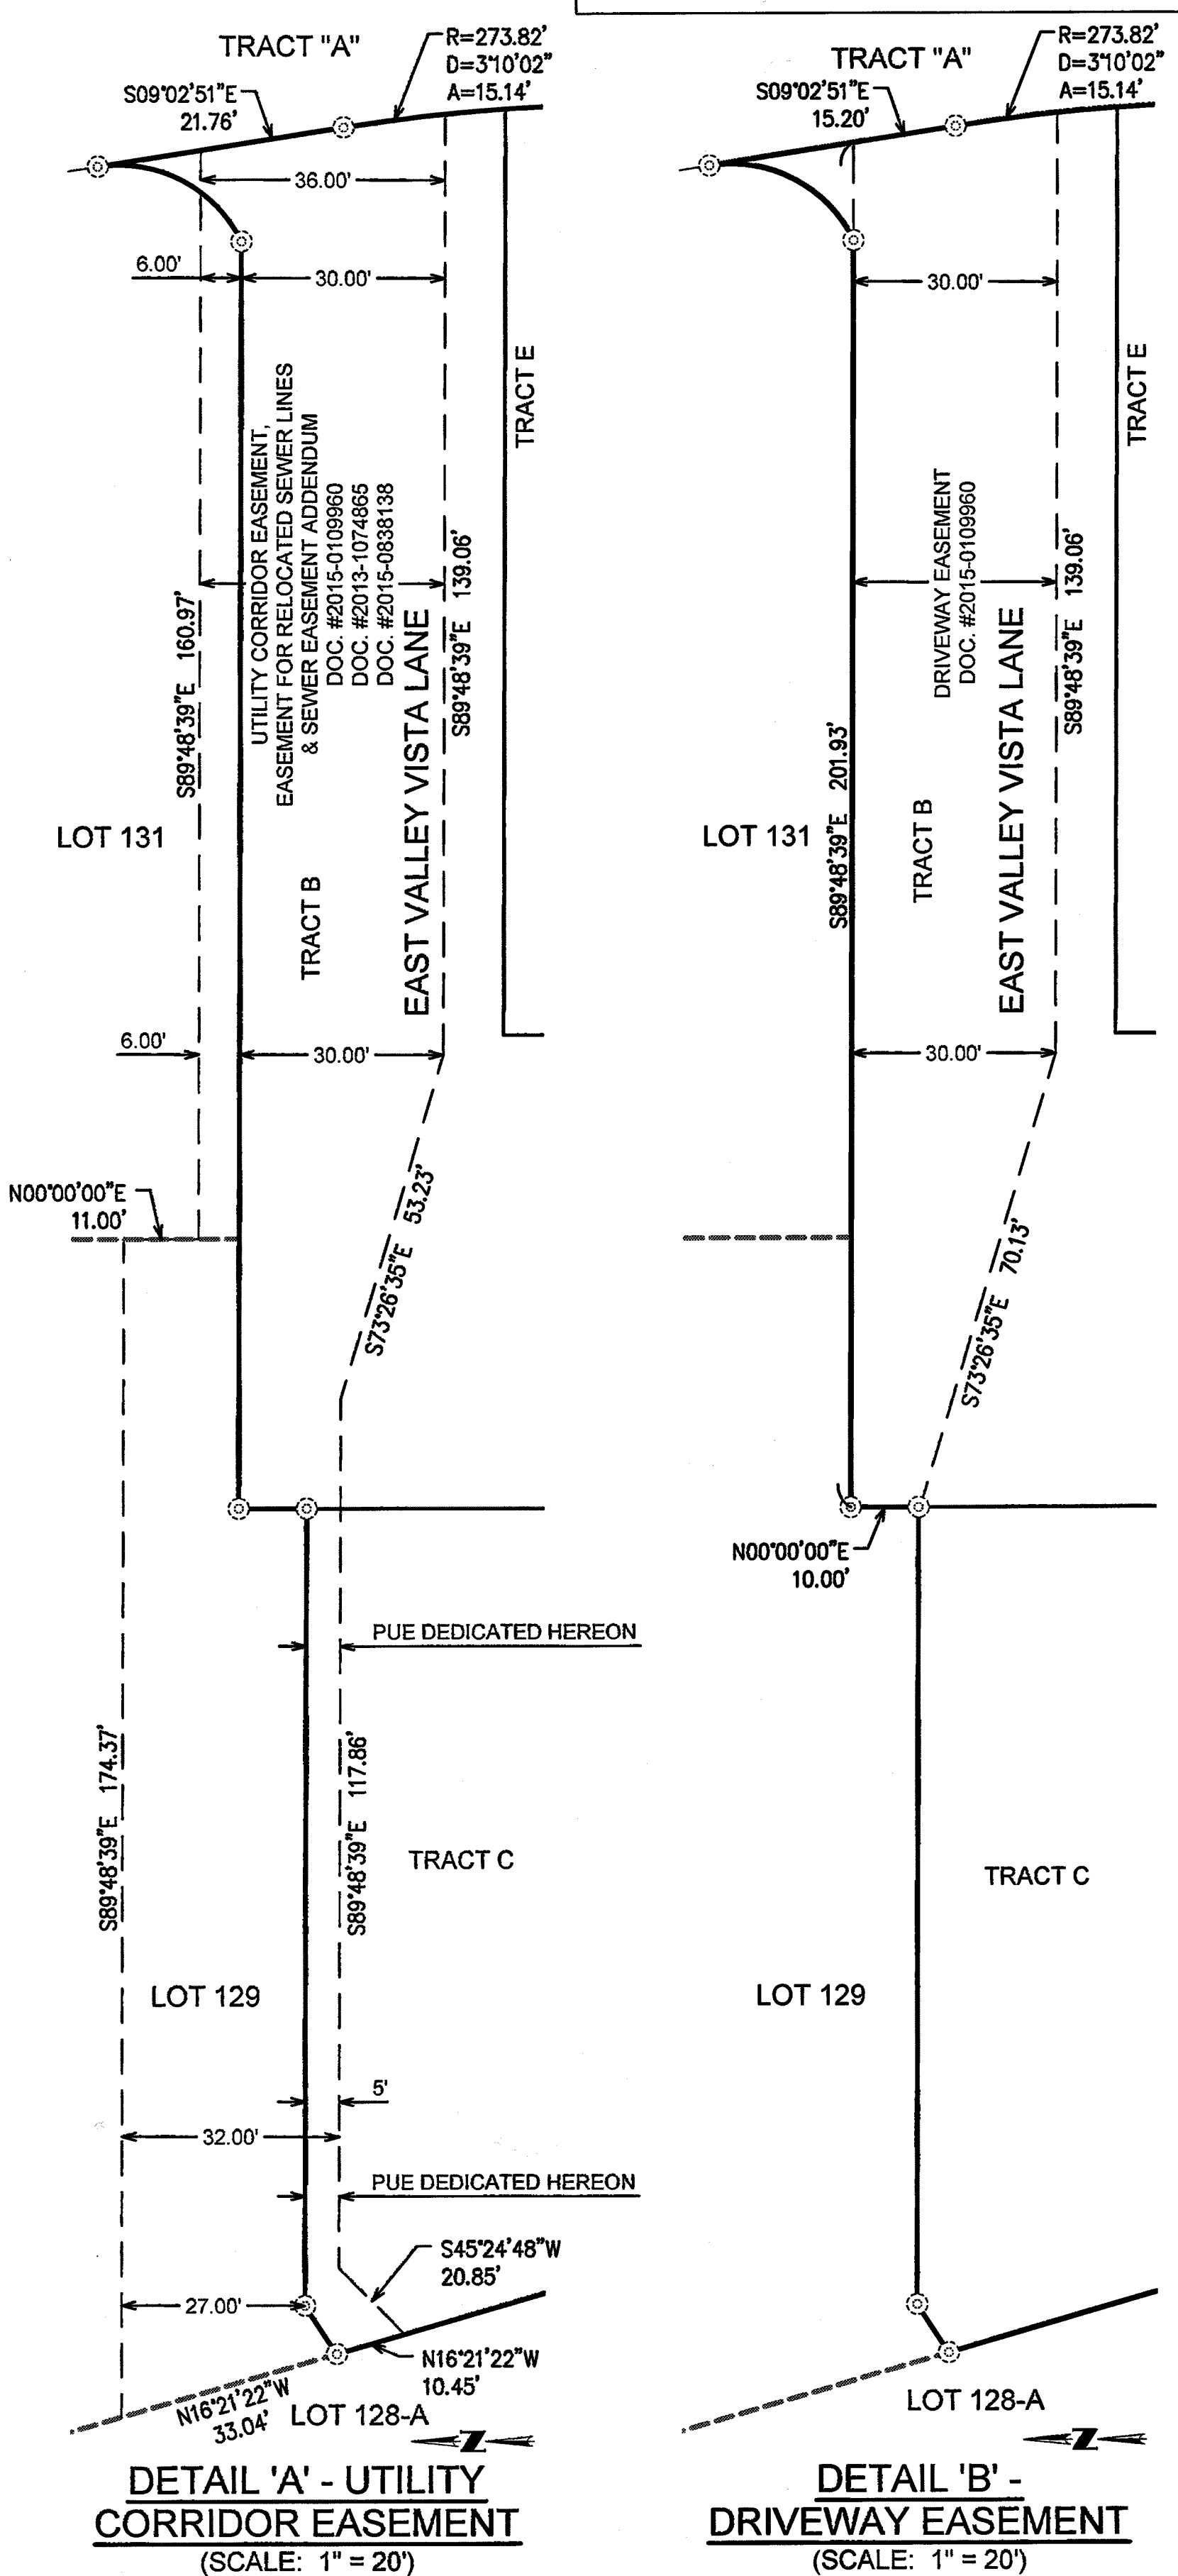 TRACT "A"
R=273.82'
D=3°10'02"
A=15.14'
S09°02'51"E
21.76'
36.00'
6.00'
30.00'
TRACT E
UTILITY CORRIDOR EASEMENT,
EASEMENT FOR RELOCATED SEWER LINES
& SEWER EASEMENT ADDENDUM
DOC. #2015-0109960
DOC. #2013-1074865
DOC. #2015-0838138
S89°48'39"E 160.97'
EAST VALLEY VISTA LANE
S89°48'39"E 139.06'
LOT 131
TRACT B
6.00'
30.00'
N00°00'00"E
11.00'
S73°26'35"E 53.23'
PUE DEDICATED HEREON
S89°48'39"E 174.37'
S89°48'39"E 117.86'
TRACT C
LOT 129
5'
32.00'
PUE DEDICATED HEREON
S45°24'48"W
20.85'
27.00'
N16°21'22"W
10.45'
N16°21'22"W
33.04'
LOT 128-A
Z
DETAIL 'A' - UTILITY
CORRIDOR EASEMENT
(SCALE: 1" = 20')
TRACT "A"
R=273.82'
D=3°10'02"
A=15.14'
S09°02'51"E
15.20'
30.00'
TRACT E
DRIVEWAY EASEMENT
DOC. #2015-0109960
S89°48'39"E 139.06'
EAST VALLEY VISTA LANE
S89°48'39"E 201.93'
LOT 131
TRACT B
30.00'
S73°26'35"E 70.13'
N00°00'00"E
10.00'
TRACT C
LOT 129
LOT 128-A
Z
DETAIL 'B' -
DRIVEWAY EASEMENT
(SCALE: 1" = 20')